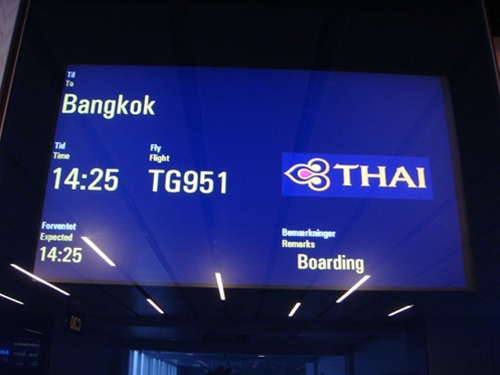 Til
To
Bangkok
Tid Fly
Time Flight
14:25 TG951 THAI
Forventet Bemærkninger
Expected Remarks
14:25 Boarding